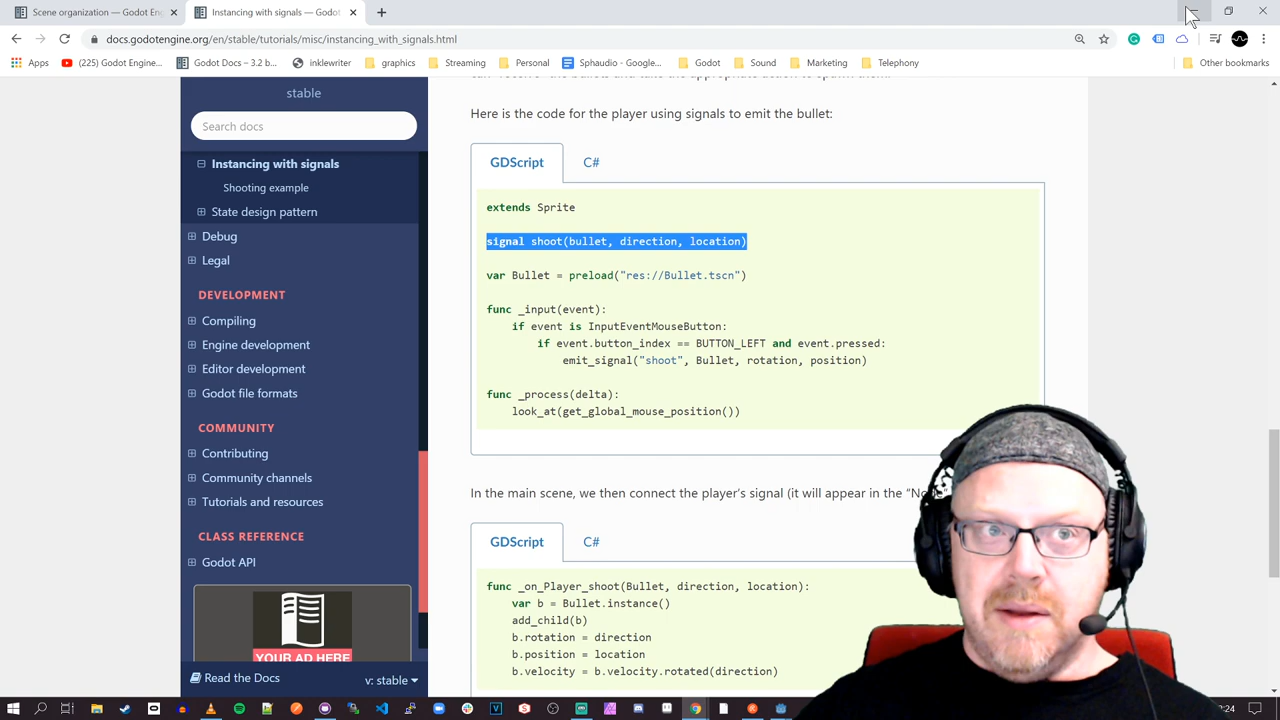 Scene organization — Godot Eng
Instancing with signals — Godot
docs.godotengine.org/en/stable/tutorials/misc/instancing_with_signals.html
Apps
(225) Godot Engine...
Godot Docs – 3.2 b...
inklewriter
graphics
Streaming
Personal
Sphaudio - Google...
Godot
Sound
Marketing
Telephony
Other bookmarks
stable
Search docs
Instancing with signals
Shooting example
State design pattern
Debug
Legal
DEVELOPMENT
Compiling
Engine development
Editor development
Godot file formats
COMMUNITY
Contributing
Community channels
Tutorials and resources
CLASS REFERENCE
Godot API
YOUR AD HERE
Read the Docs
v: stable
Here is the code for the player using signals to emit the bullet:
GDScript
C#
extends Sprite
signal shoot(bullet, direction, location)
var Bullet = preload("res://Bullet.tscn")
func _input(event):
if event is InputEventMouseButton:
if event.button_index == BUTTON_LEFT and event.pressed:
emit_signal("shoot", Bullet, rotation, position)
func _process(delta):
look_at(get_global_mouse_position())
In the main scene, we then connect the player's signal (it will appear in the "Node"
GDScript
C#
func _on_Player_shoot(Bullet, direction, location):
var b = Bullet.instance()
add_child(b)
b.rotation = direction
b.position = location
b.velocity = b.velocity.rotated(direction)